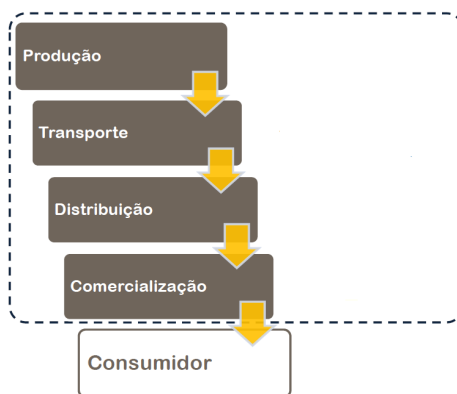 Produção
Transporte
Distribuição
Comercialização
Consumidor